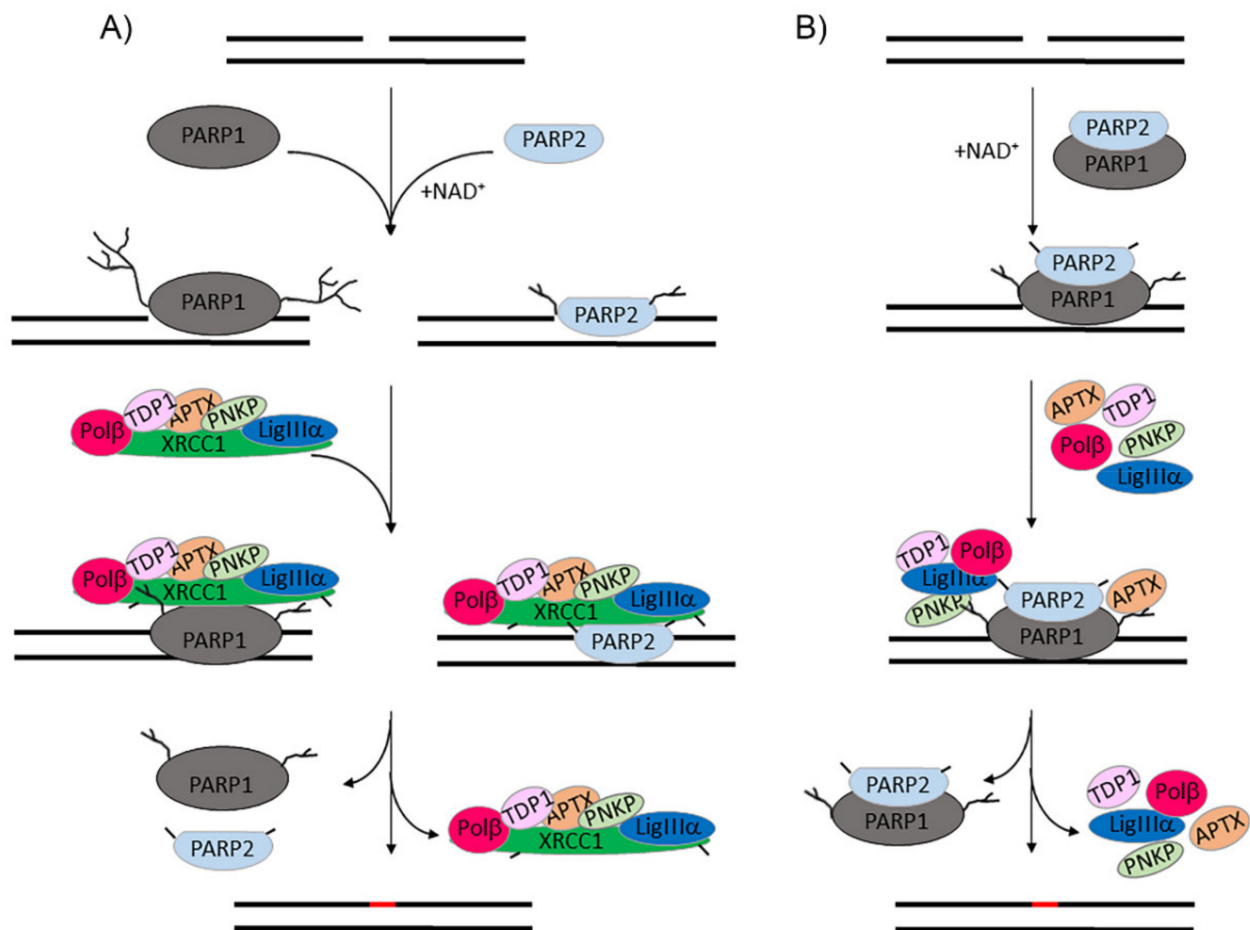 A)
PARP1
PARP2
+NAD⁺
PARP1
PARP2
Polβ
TDP1
APTX
PNKP
LigIIIα
XRCC1
Polβ
TDP1
APTX
PNKP
LigIIIα
XRCC1
PARP1
Polβ
TDP1
APTX
PNKP
LigIIIα
XRCC1
PARP2
PARP1
PARP2
Polβ
TDP1
APTX
PNKP
LigIIIα
XRCC1
B)
PARP2
PARP1
+NAD⁺
PARP2
PARP1
APTX
TDP1
Polβ
PNKP
LigIIIα
TDP1
Polβ
LigIIIα
PNKP
PARP2
APTX
PARP1
PARP2
PARP1
TDP1
Polβ
LigIIIα
APTX
PNKP